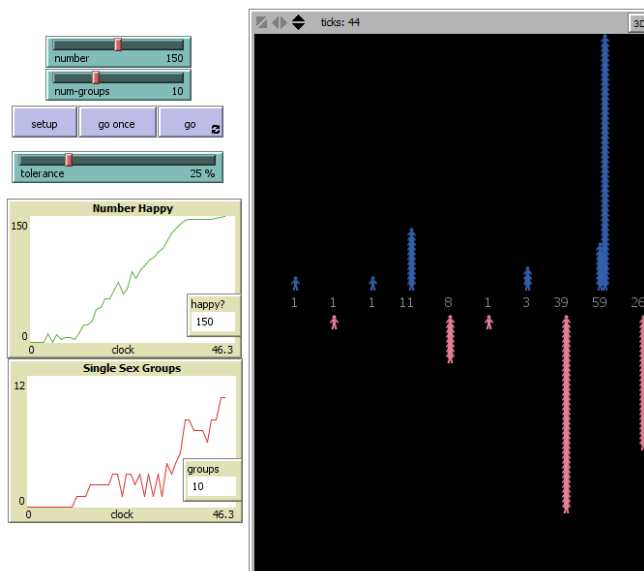 ticks: 44
3D
number 150
num-groups 10
setup go once go
tolerance 25 %
Number Happy
150
0
happy?
150
0 clock 46.3
Single Sex Groups
12
0
groups
10
0 clock 46.3
1 1 1 11 8 1 3 39 59 26